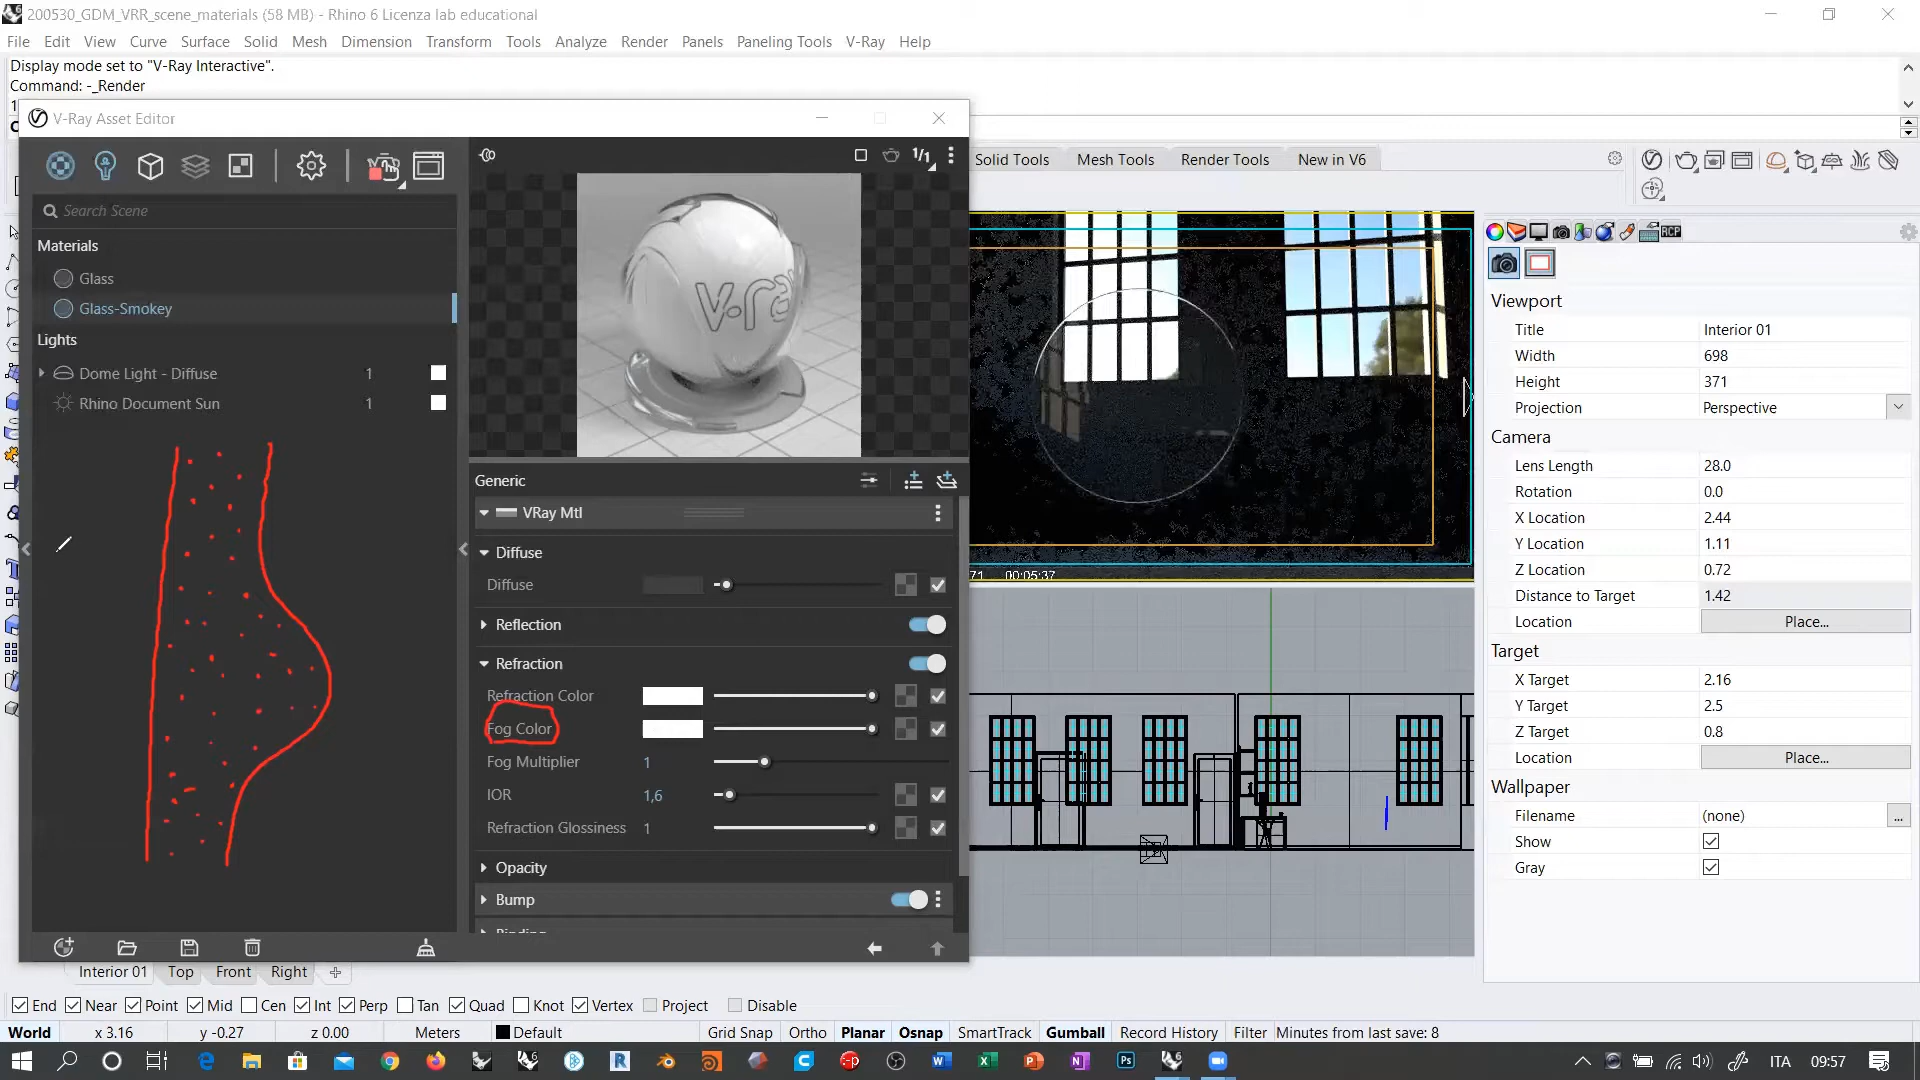 200530_GDM_VRR_scene_materials (58 MB) - Rhino 6 Licenza lab educational
File Edit View Curve Surface Solid Mesh Dimension Transform Tools Analyze Render Panels Paneling Tools V-Ray Help
Display mode set to "V-Ray Interactive".
Command: -_Render
V-Ray Asset Editor
Solid Tools Mesh Tools Render Tools New in V6
1/1
Search Scene
Materials
Glass
Glass-Smokey
Lights
Dome Light - Diffuse 1
Rhino Document Sun 1
Generic
VRay Mtl
Diffuse
Diffuse
Reflection
Refraction
Refraction Color
Fog Color
Fog Multiplier 1
IOR 1,6
Refraction Glossiness 1
Opacity
Bump
00:05:37
RCP
Viewport
Title Interior 01
Width 698
Height 371
Projection Perspective
Camera
Lens Length 28.0
Rotation 0.0
X Location 2.44
Y Location 1.11
Z Location 0.72
Distance to Target 1.42
Location Place...
Target
X Target 2.16
Y Target 2.5
Z Target 0.8
Location Place...
Wallpaper
Filename (none) ...
Show
Gray
Interior 01 Top Front Right
End Near Point Mid Cen Int Perp Tan Quad Knot Vertex Project Disable
World x 3.16 y -0.27 z 0.00 Meters Default Grid Snap Ortho Planar Osnap SmartTrack Gumball Record History Filter Minutes from last save: 8
ITA 09:57